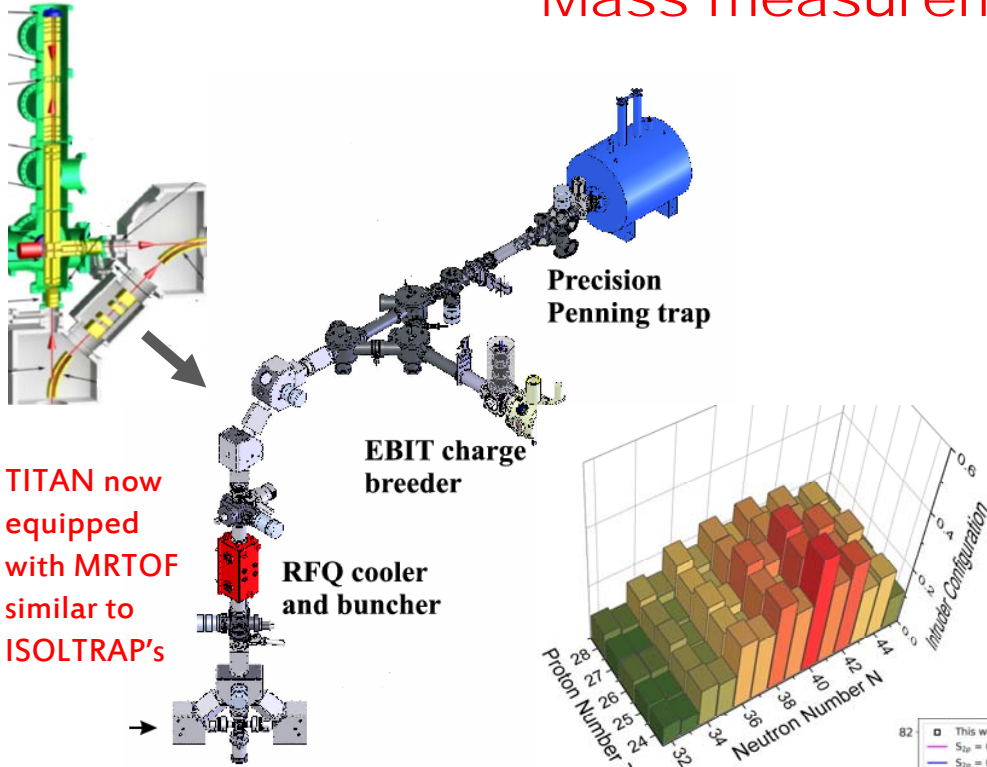 Mass
Precision
Penning trap
EBIT charge
breeder
TITAN now
equipped
with MRTOF
similar to
ISOLTRAP's
RFQ cooler
and buncher
0.6
0.4
0.2
0.0
Intruder Configuration
28
27
26
25
24
Proton Number
32
34
36
38
40
42
44
Neutron Number N
82
This
S₂ₚ =
S₂ₚ =